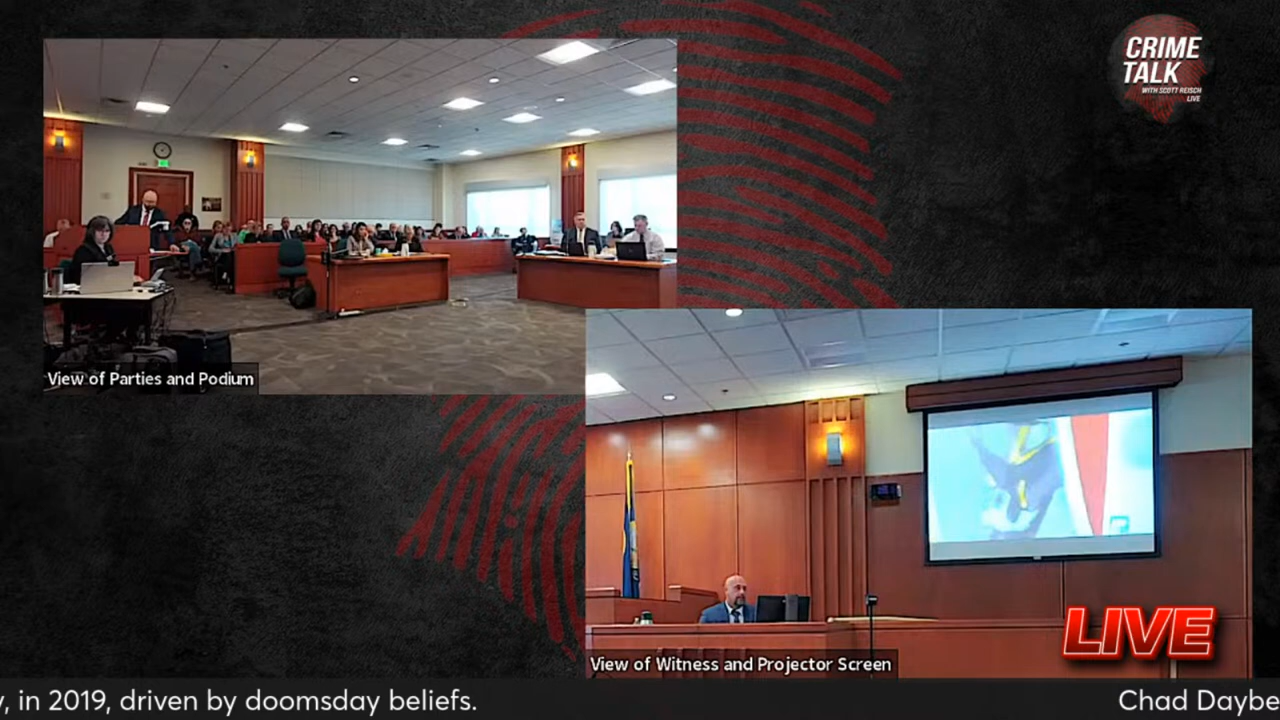 CRIME
TALK
WITH SCOTT REISCH
LIVE
View of Parties and Podium
View of Witness and Projector Screen
LIVE
, in 2019, driven by doomsday beliefs.
Chad Daybe